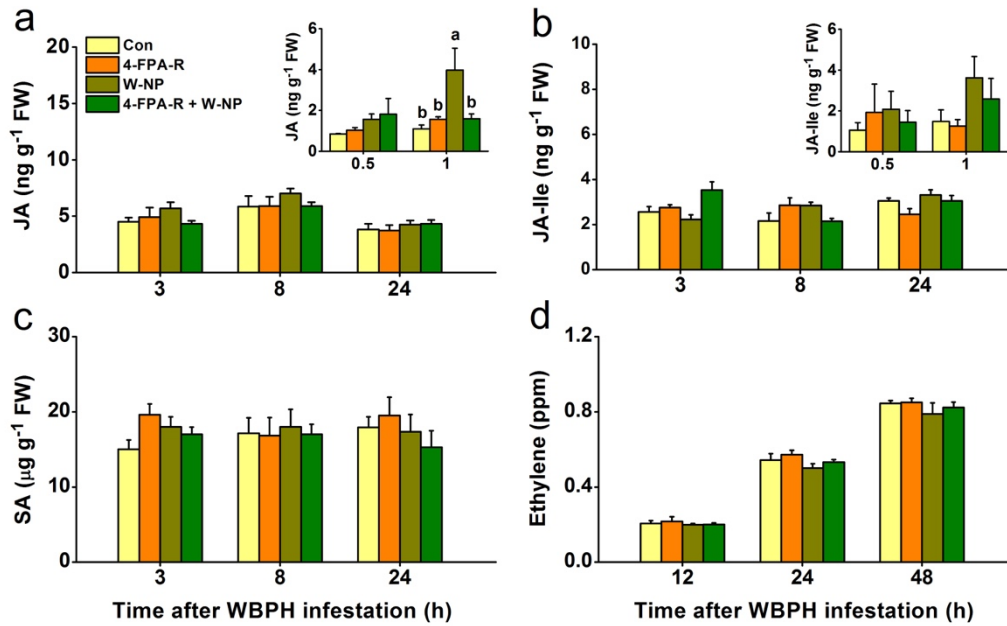 a
JA (ng g⁻¹ FW)
20
15
10
5
0
Con
4-FPA-R
W-NP
4-FPA-R + W-NP
JA (ng g⁻¹ FW)
6
4
2
0
b b a b
0.5 1
3 8 24
b
JA-Ile (ng g⁻¹ FW)
10
8
6
4
2
0
JA-Ile (ng g⁻¹ FW)
6
4
2
0
0.5 1
3 8 24
c
SA (μg g⁻¹ FW)
30
20
10
0
3 8 24
Time after WBPH infestation (h)
d
Ethylene (ppm)
1.2
0.8
0.4
0.0
12 24 48
Time after WBPH infestation (h)